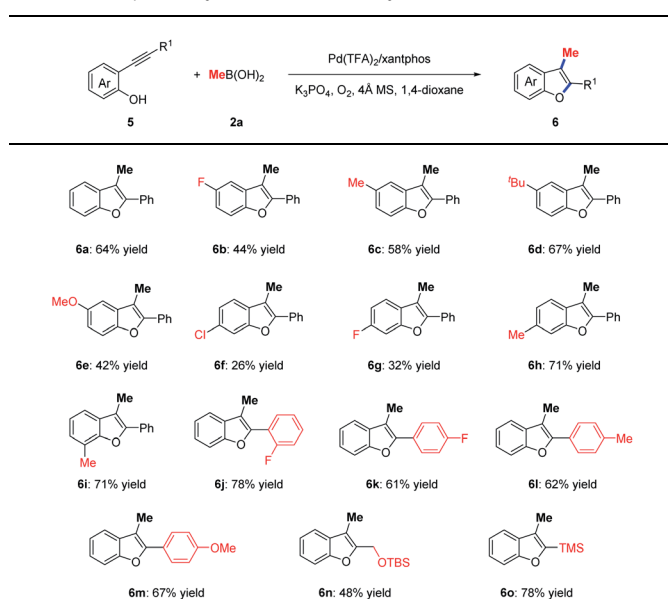 R¹
Pd(TFA)₂/xantphos
Me
Ar + MeB(OH)₂ Ar R¹
OH K₃PO₄, O₂, 4Å MS, 1,4-dioxane O
5 2a 6
Me F Me Me Me ᵗBu Me
O Ph O Ph O Ph O Ph
6a: 64% yield 6b: 44% yield 6c: 58% yield 6d: 67% yield
MeO Me Me Me Me
O Ph Cl O Ph F O Ph Me O Ph
6e: 42% yield 6f: 26% yield 6g: 32% yield 6h: 71% yield
Me Me Me Me
O Ph O O F O Me
Me F
6i: 71% yield 6j: 78% yield 6k: 61% yield 6l: 62% yield
Me Me Me
O OMe O OTBS O TMS
6m: 67% yield 6n: 48% yield 6o: 78% yield